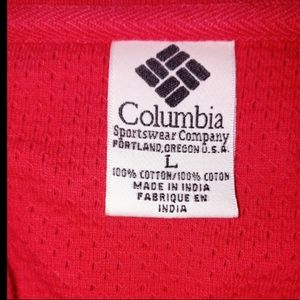 Columbia
Sportswear Company
PORTLAND,OREGON U.S.A.
L
100% COTTON/100% COTON
MADE IN INDIA
FABRIQUE EN
INDIA